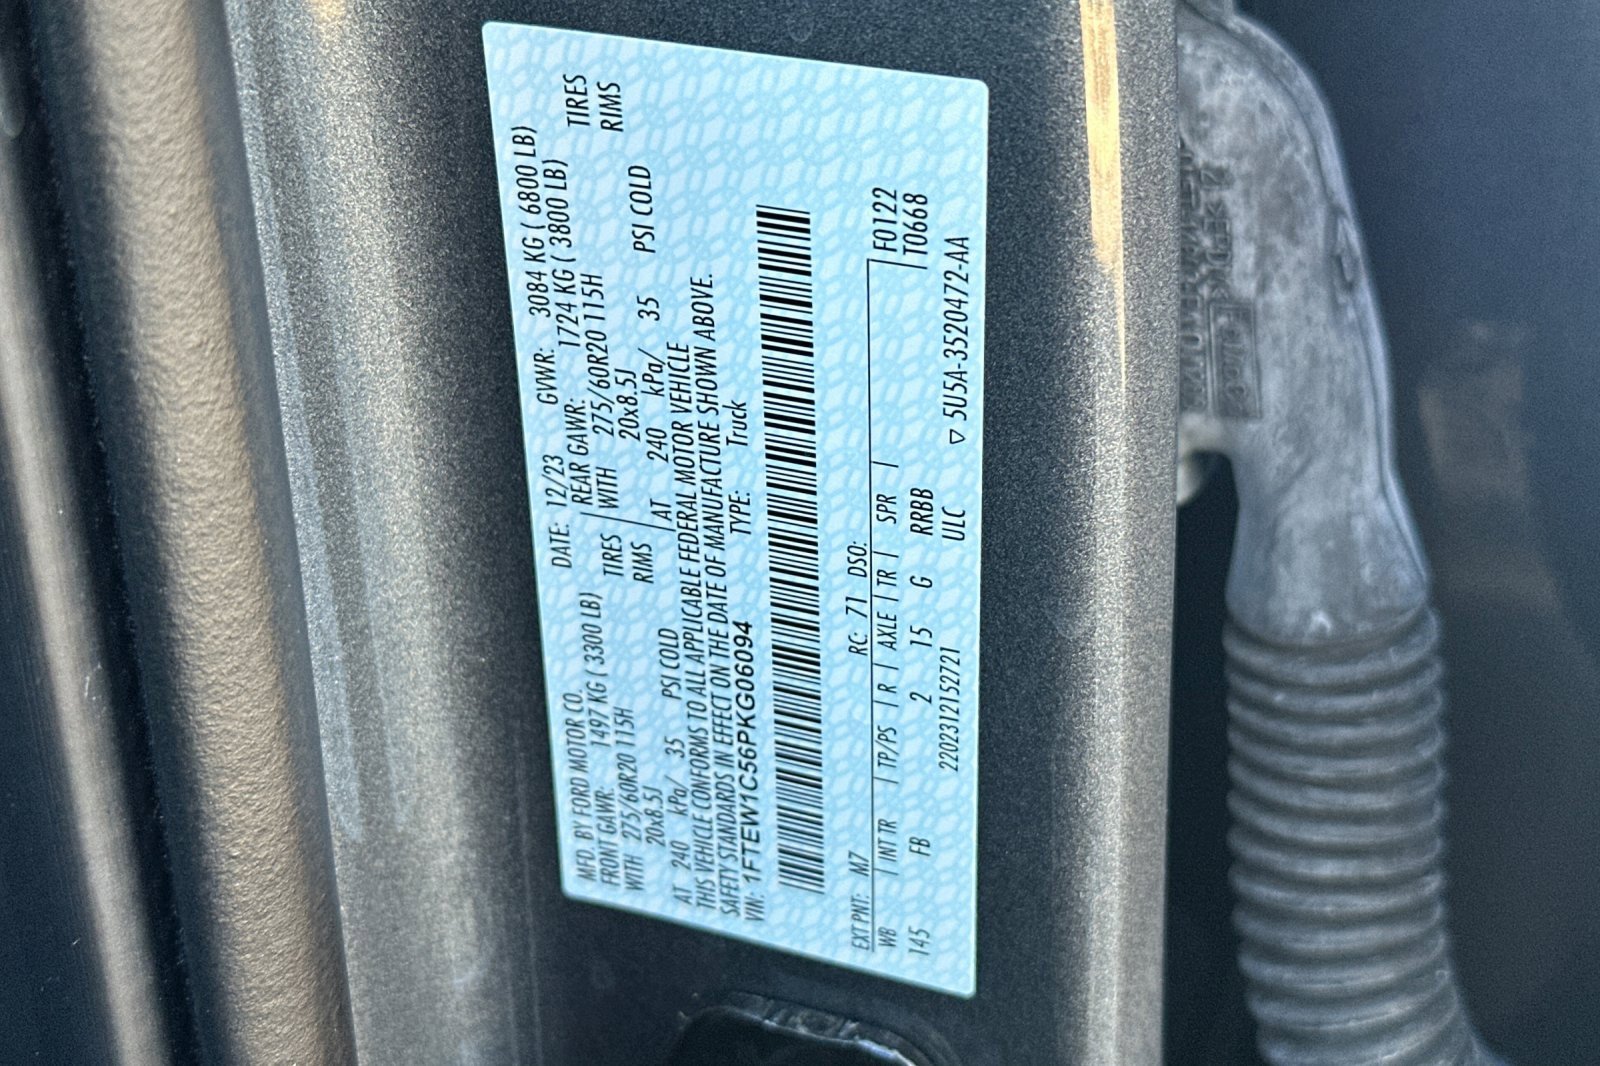 MFD. BY FORD MOTOR CO. DATE: 12/23 GVWR: 3084 KG ( 6800 LB)
FRONT GAWR: 1497 KG ( 3300 LB) REAR GAWR: 1724 KG ( 3800 LB)
WITH 275/60R20 115H TIRES WITH 275/60R20 115H TIRES
20x8.5J RIMS 20x8.5J RIMS
AT 240 kPa/ 35 PSI COLD AT 240 kPa/ 35 PSI COLD
THIS VEHICLE CONFORMS TO ALL APPLICABLE FEDERAL MOTOR VEHICLE
SAFETY STANDARDS IN EFFECT ON THE DATE OF MANUFACTURE SHOWN ABOVE.
VIN: 1FTEW1C56PKG06094 TYPE: Truck
EXT PNT: M7 RC: 71 DSO: F0122
WB | INT TR | TP/PS | R | AXLE | TR | SPR | T0668
145 FB 2 15 G RRBB
2202312152721 ULC ▽ 5U5A-3520472-AA